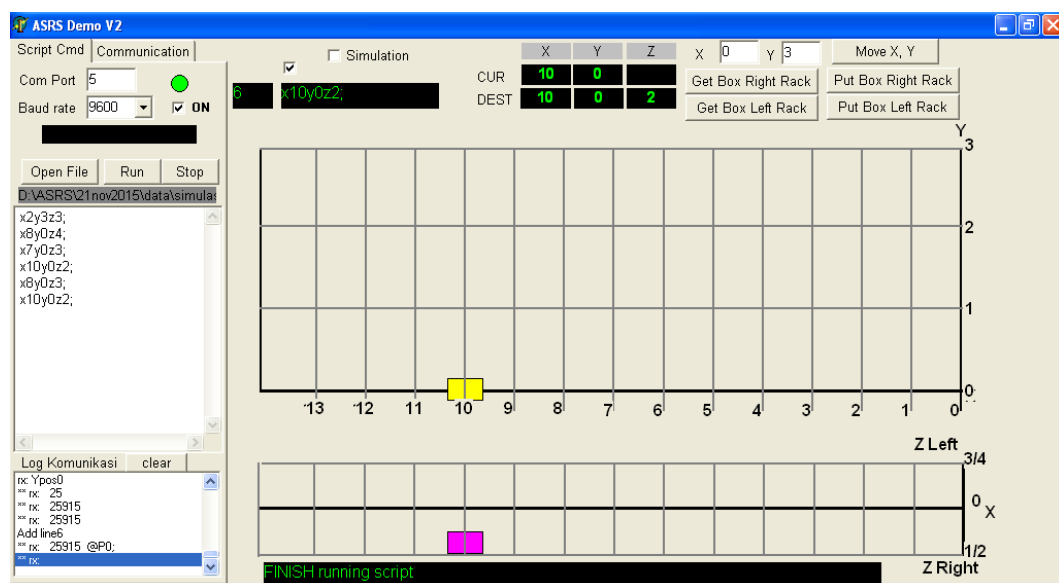 ASRS Demo V2
Script Cmd Communication
Com Port 5
Baud rate 9600 ON
Open File Run Stop
D:\ASRS\21nov2015\data\simulas
x2y3z3;
x8y0z4;
x7y0z3;
x10y0z2;
x8y0z3;
x10y0z2;
Log Komunikasi clear
rx: Ypos0
** rx: 25
** rx: 25915
** rx: 25915
Add line6
** rx: 25915 @P0;
** rx:
Simulation
6 x10y0z2;
X Y Z
CUR 10 0
DEST 10 0 2
X 0 Y 3 Move X, Y
Get Box Right Rack Put Box Right Rack
Get Box Left Rack Put Box Left Rack
Y
3
2
1
0
13 12 11 10 9 8 7 6 5 4 3 2 1 0
Z Left
3/4
0 X
1/2
Z Right
FINISH running script